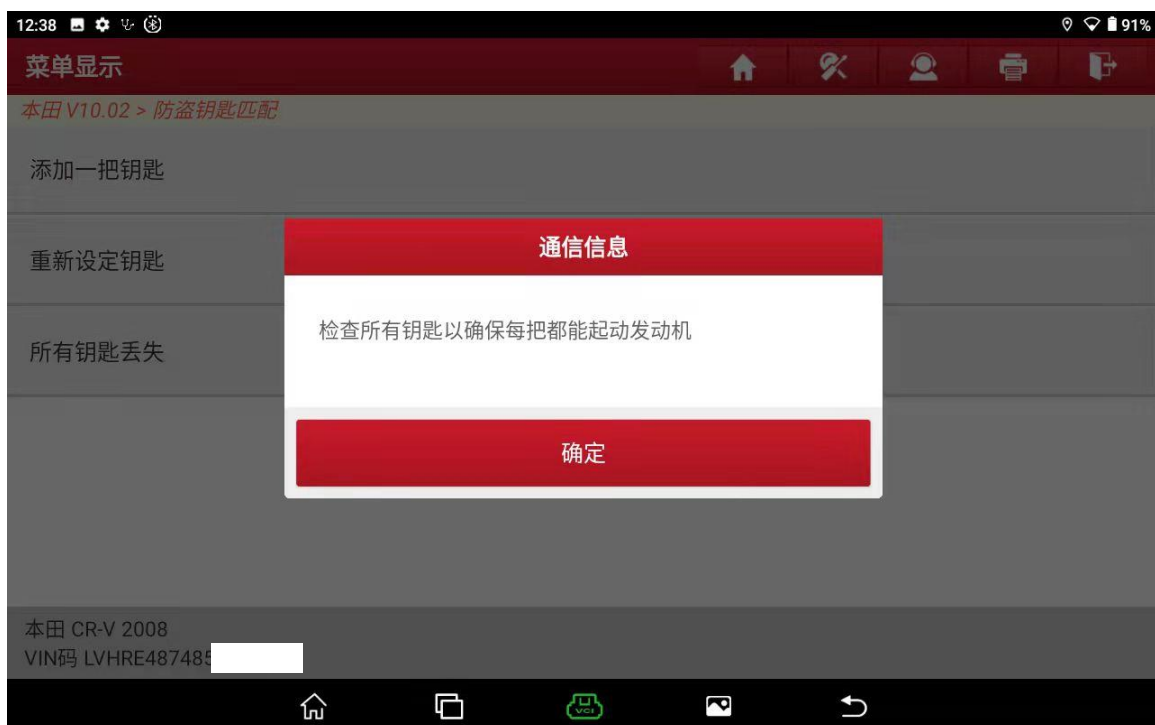 12:38
91%
菜单显示
本田 V10.02 > 防盗钥匙匹配
添加一把钥匙
重新设定钥匙
所有钥匙丢失
通信信息
检查所有钥匙以确保每把都能起动发动机
确定
本田 CR-V 2008
VIN码 LVHRE487485
VCI